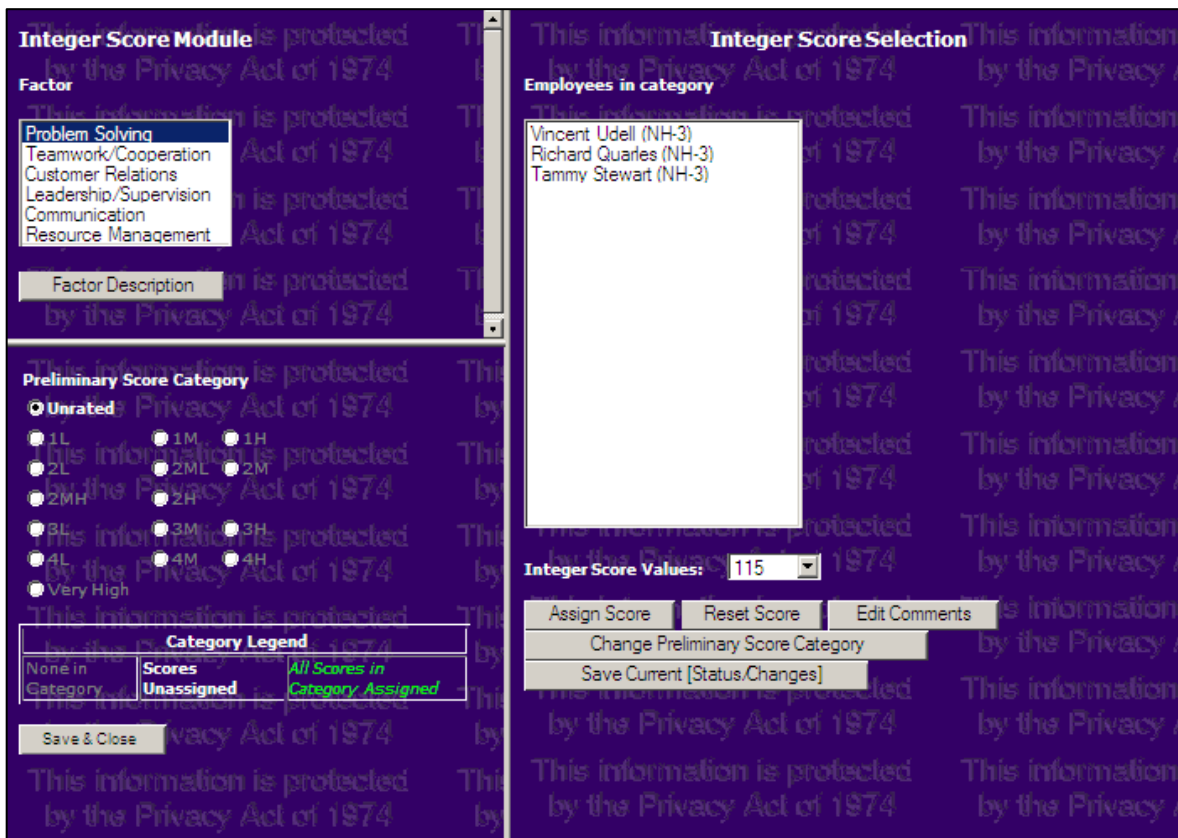 Integer Score Module
Factor
Problem Solving
Teamwork/Cooperation
Customer Relations
Leadership/Supervision
Communication
Resource Management
Factor Description
Preliminary Score Category
Unrated
1L 1M 1H
2L 2ML 2M
2MH 2H
3L 3M 3H
4L 4M 4H
Very High
Category Legend
None in Category
Scores Unassigned
All Scores in Category Assigned
Save & Close
Integer Score Selection
Employees in category
Vincent Udell (NH-3)
Richard Quarles (NH-3)
Tammy Stewart (NH-3)
Integer Score Values: 115
Assign Score Reset Score Edit Comments
Change Preliminary Score Category
Save Current [Status/Changes]
This information is protected
by the Privacy Act of 1974